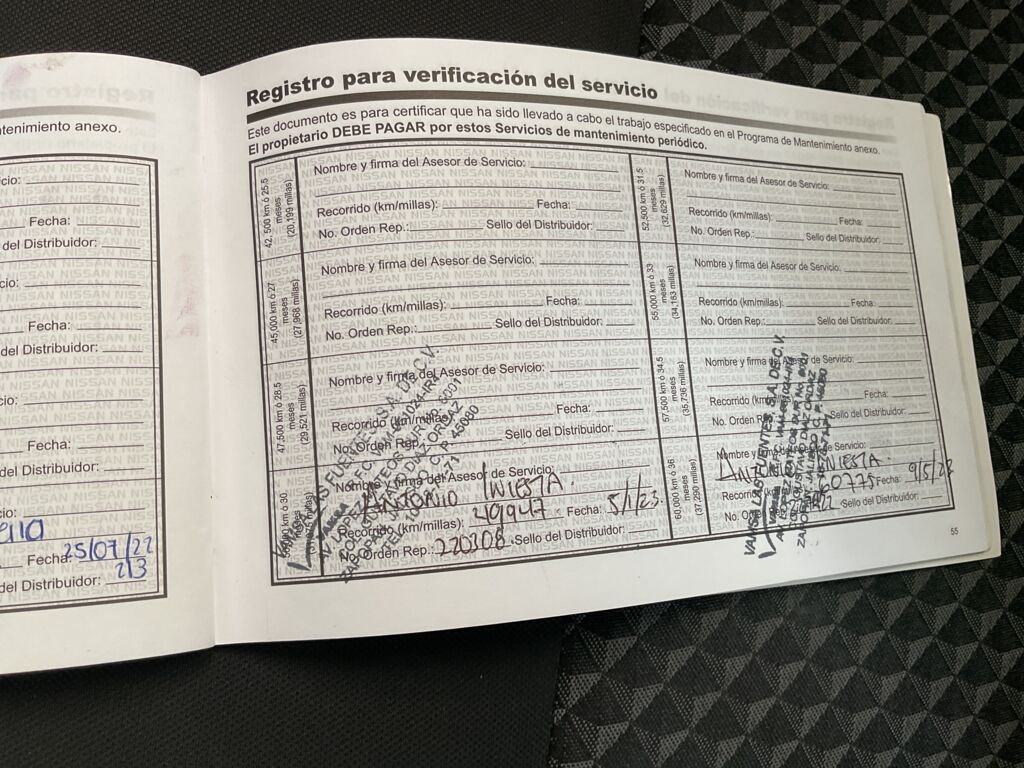 ntenimiento anexo.
cio:
Fecha:
del Distribuidor:
cio:
Fecha:
del Distribuidor:
cio:
Fecha:
del Distribuidor:
cio:
Fecha: 25/07/22
213
del Distribuidor:
Registro para verificación del servicio
Este documento es para certificar que ha sido llevado a cabo el trabajo especificado en el Programa de Mantenimiento anexo.
El propietario DEBE PAGAR por estos Servicios de mantenimiento periódico.
42, 500 km ó 25.5
meses
(20,199 millas)
Nombre y firma del Asesor de Servicio:
Recorrido (km/millas): Fecha:
No. Orden Rep.: Sello del Distribuidor:
45,000 km ó 27
meses
(27,968 millas)
Nombre y firma del Asesor de Servicio:
Recorrido (km/millas): Fecha:
No. Orden Rep.: Sello del Distribuidor:
47,500 km ó 28.5
meses
(29,521 millas)
Nombre y firma del Asesor de Servicio:
Recorrido (km/millas): Fecha:
No. Orden Rep.: Sello del Distribuidor:
km ó 30
meses
Nombre y firma del Asesor de Servicio:
ANTONIO INIESTA
Recorrido (km/millas): 49947 Fecha: 5/1/23
No. Orden Rep.: 220308 Sello del Distribuidor:
52,500 km ó 31.5
meses
(32,629 millas)
Nombre y firma del Asesor de Servicio:
Recorrido (km/millas): Fecha:
No. Orden Rep.: Sello del Distribuidor:
55,000 km ó 33
meses
(34,183 millas)
Nombre y firma del Asesor de Servicio:
Recorrido (km/millas): Fecha:
No. Orden Rep.: Sello del Distribuidor:
57,500 km ó 34.5
meses
(35,736 millas)
Nombre y firma del Asesor de Servicio:
Recorrido (km/millas): Fecha:
No. Orden Rep. Sello del Distribuidor:
60,000 km ó 36
meses
(37,290 millas)
Nombre y firma del Asesor de Servicio:
INIESTA
60775 Fecha: 9/5/23
Sello del Distribuidor:
55